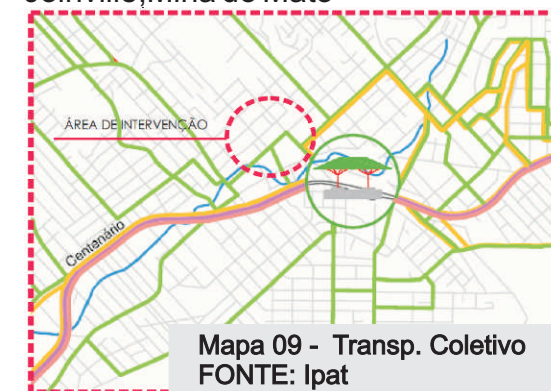 ÁREA DE INTERVENÇÃO
Centenário
Mapa 09 - Transp. Coletivo
FONTE: Ipat